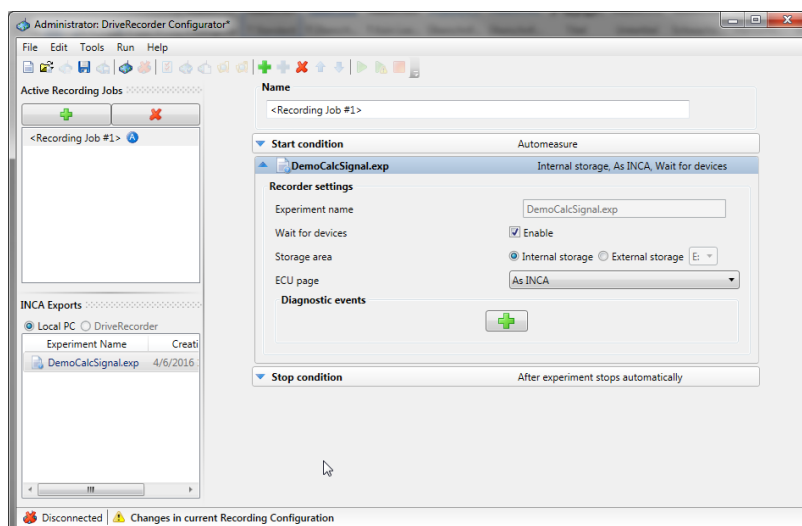 Administrator: DriveRecorder Configurator*
File Edit Tools Run Help
Active Recording Jobs
<Recording Job #1> A
INCA Exports
Local PC DriveRecorder
Experiment Name Creati
DemoCalcSignal.exp 4/6/2016
Name
<Recording Job #1>
Start condition Automeasure
DemoCalcSignal.exp Internal storage, As INCA, Wait for devices
Recorder settings
Experiment name DemoCalcSignal.exp
Wait for devices Enable
Storage area Internal storage External storage E:
ECU page As INCA
Diagnostic events
Stop condition After experiment stops automatically
Disconnected Changes in current Recording Configuration